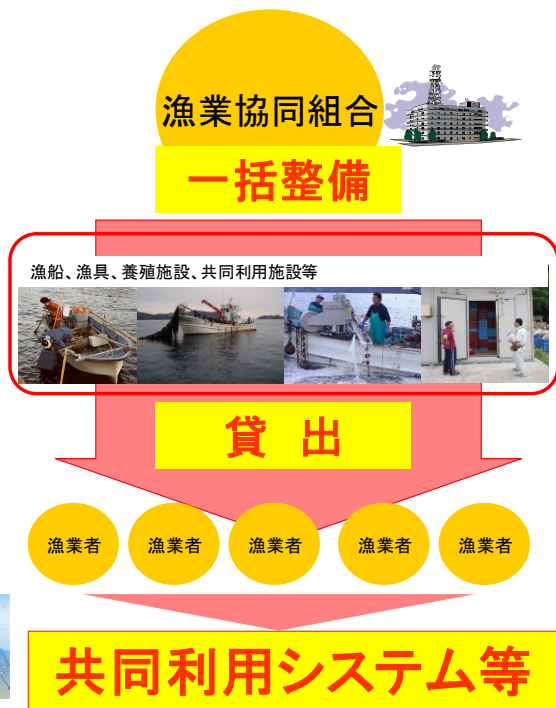 漁業協同組合
一括整備
漁船、漁具、養殖施設、共同利用施設等
貸 出
漁業者 漁業者 漁業者 漁業者 漁業者
共同利用システム等